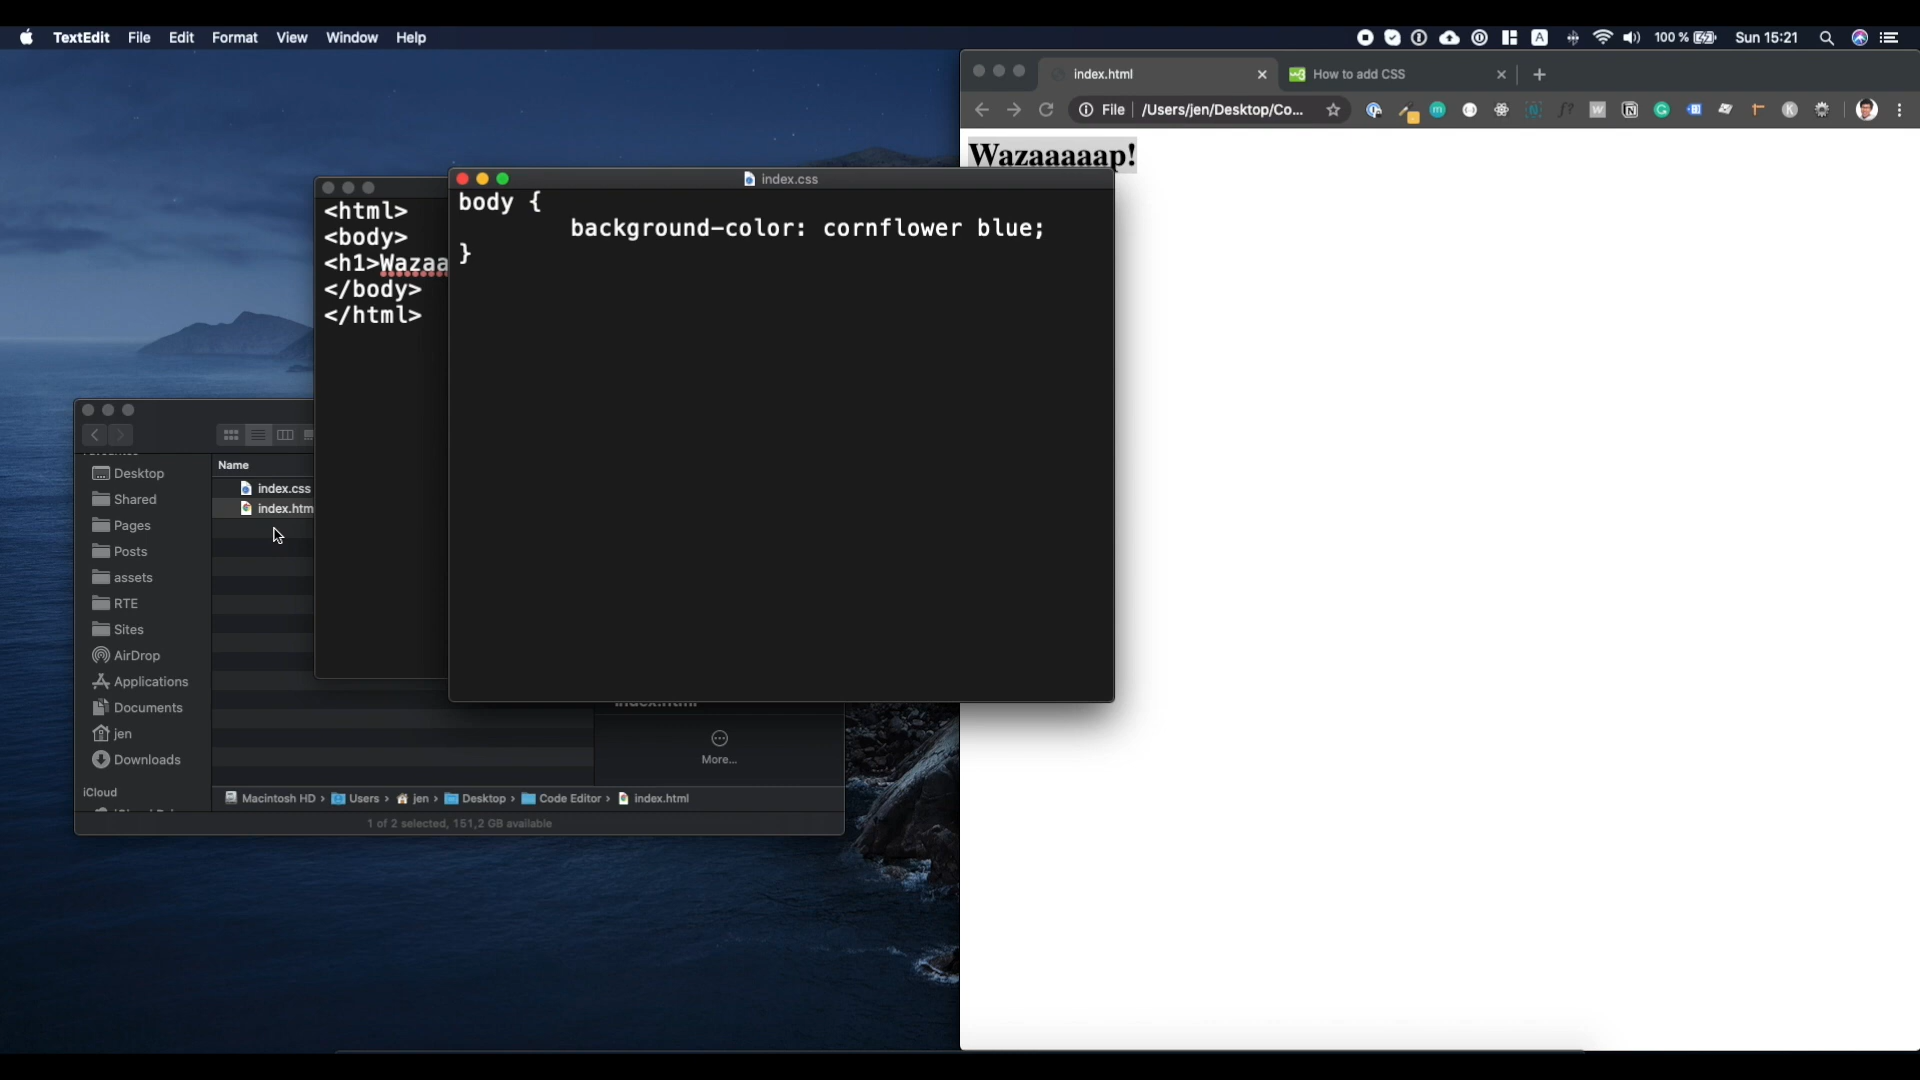 TextEdit File Edit Format View Window Help
100 % Sun 15:21
index.html
How to add CSS
File /Users/jen/Desktop/Co...
Wazaaaaap!
<html>
<body>
<h1>Wazaa
</body>
</html>
index.css
body {
background-color: cornflower blue;
}
Name
index.css
index.htm
Desktop
Shared
Pages
Posts
assets
RTE
Sites
AirDrop
Applications
Documents
jen
Downloads
iCloud
More...
Macintosh HD › Users › jen › Desktop › Code Editor › index.html
1 of 2 selected, 151,2 GB available